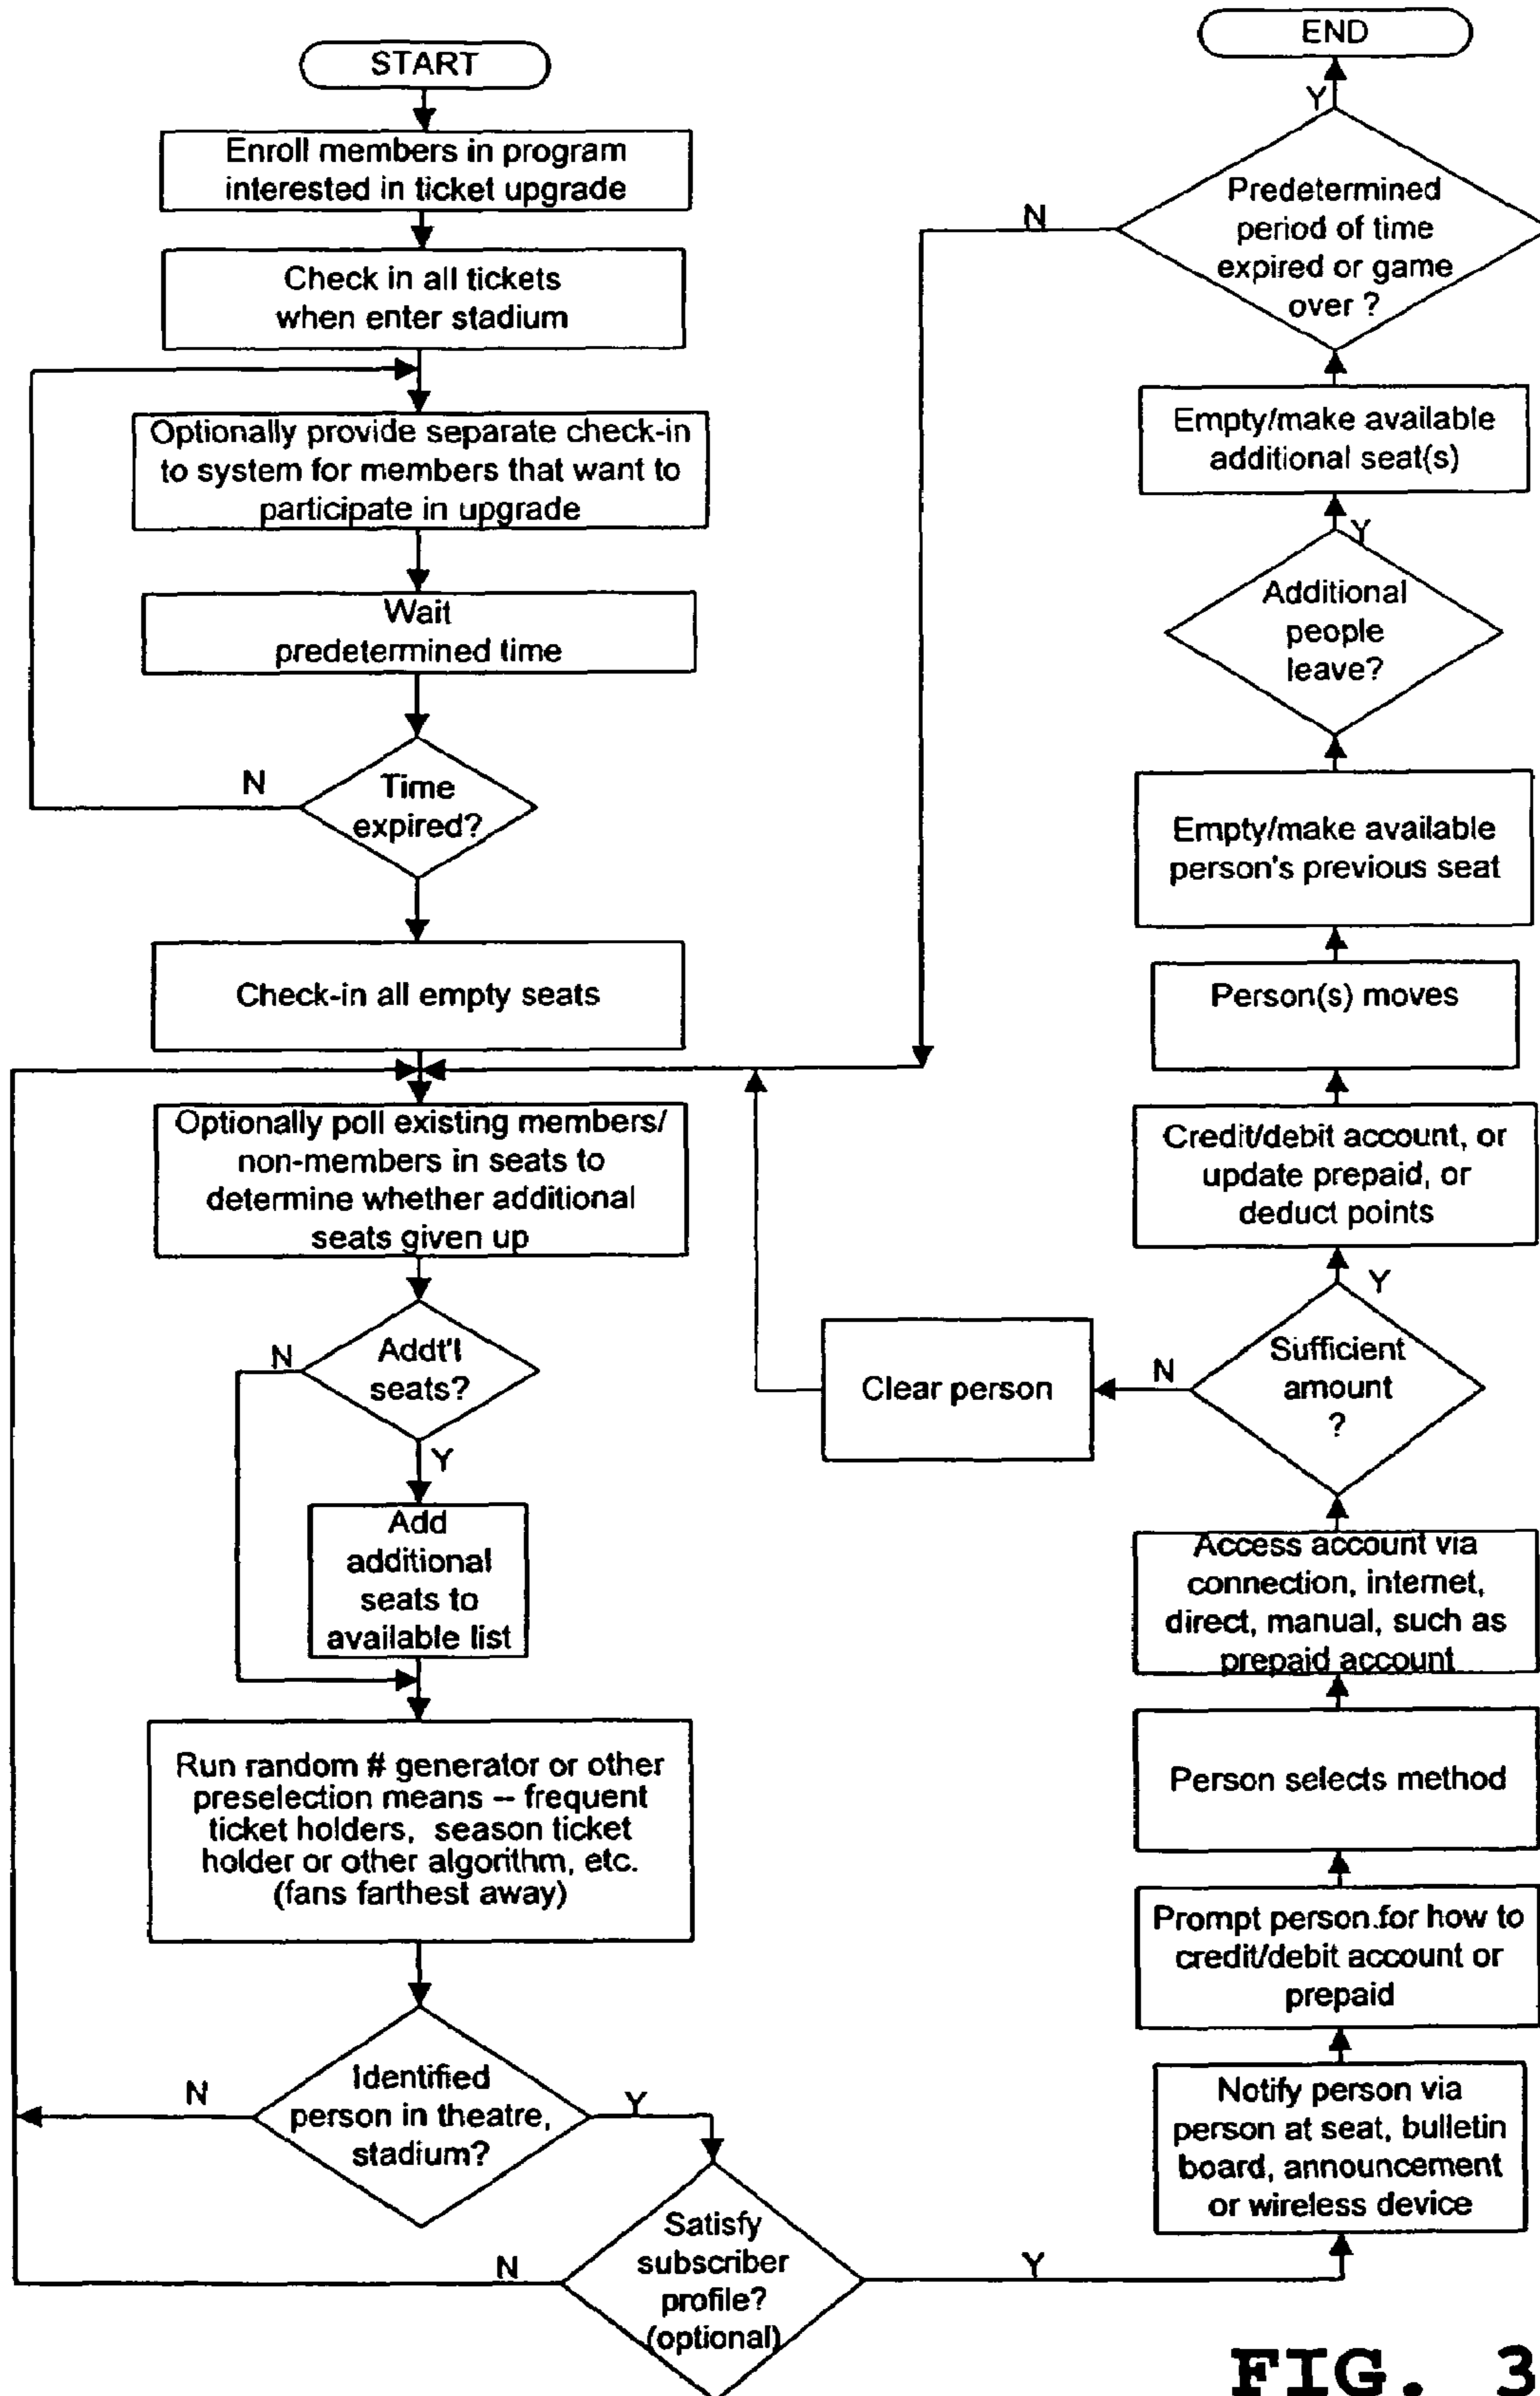 START
Enroll members in program
interested in ticket upgrade
Check in all tickets
when enter stadium
Optionally provide separate check-in
to system for members that want to
participate in upgrade
Wait
predetermined time
Time
expired?
N
Check-in all empty seats
Optionally poll existing members/
non-members in seats to
determine whether additional
seats given up
Addt'l
seats?
N
Y
Add
additional
seats to
available list
Run random # generator or other
preselection means -- frequent
ticket holders, season ticket
holder or other algorithm, etc.
(fans farthest away)
Identified
person in theatre,
stadium?
N
Y
Satisfy
subscriber
profile?
(optional)
N
Y
Notify person via
person at seat, bulletin
board, announcement
or wireless device
Prompt person.for how to
credit/debit account or
prepaid
Person selects method
Access account via
connection, internet,
direct, manual, such as
prepaid account
Sufficient
amount
?
N
Clear person
Y
Credit/debit account, or
update prepaid, or
deduct points
Person(s) moves
Empty/make available
person's previous seat
Additional
people
leave?
Y
Empty/make available
additional seat(s)
Predetermined
period of time
expired or game
over ?
N
Y
END
FIG. 3